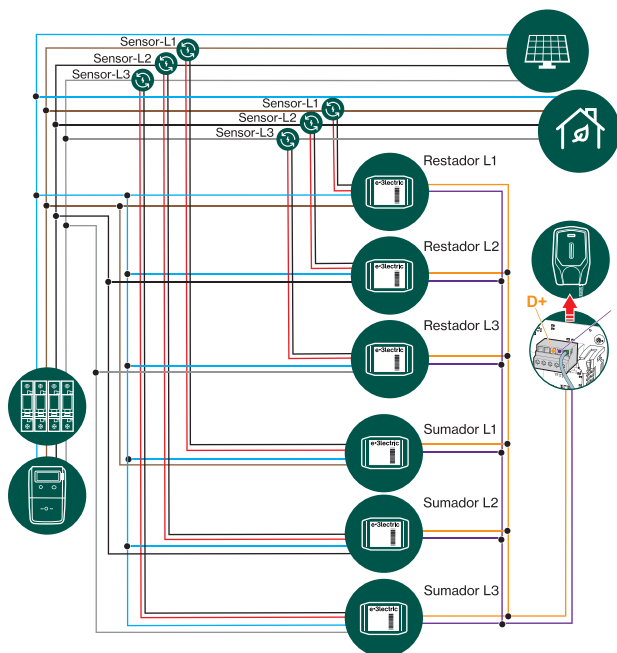 Sensor-L1
Sensor-L2
Sensor-L3
Sensor-L1
Sensor-L2
Sensor-L3
Restador L1
e·3lectric
Restador L2
e·3lectric
D+
Restador L3
e·3lectric
Sumador L1
e·3lectric
Sumador L2
e·3lectric
Sumador L3
e·3lectric